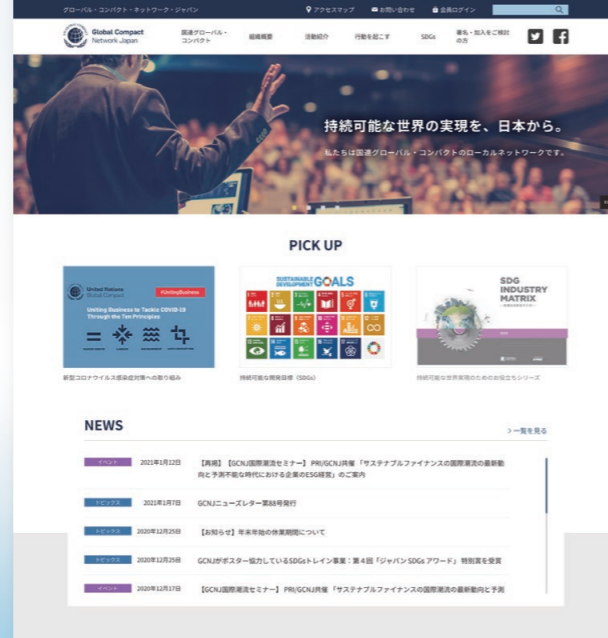 グローバル・コンパクト・ネットワーク・ジャパン
アクセスマップ
お問い合わせ
会員ログイン
Global Compact
Network Japan
国連グローバル・
コンパクト
組織概要
活動紹介
行動を起こす
SDGs
署名・加入をご検討
の方
持続可能な世界の実現を、日本から。
私たちは国連グローバル・コンパクトのローカルネットワークです。
PICK UP
United Nations
Global Compact
#UnitingBusiness
Uniting Business to Tackle COVID-19
Through the Ten Principles
新型コロナウイルス感染症対策への取り組み
SUSTAINABLE
DEVELOPMENT
GOALS
持続可能な開発目標（SDGs）
SDG
INDUSTRY
MATRIX
持続可能な世界実現のためのお役立ちシリーズ
NEWS
> 一覧を見る
イベント 2021年1月12日 【再掲】【GCNJ国際潮流セミナー】 PRI/GCNJ共催 「サステナブルファイナンスの国際潮流の最新動
向と予測不能な時代における企業のESG経営」のご案内
トピックス 2021年1月7日 GCNJニューズレター第88号発行
トピックス 2020年12月25日 【お知らせ】年末年始の休業期間について
トピックス 2020年12月25日 GCNJがポスター協力しているSDGsトレイン事業：第４回「ジャパン SDGs アワード」 特別賞を受賞
イベント 2020年12月17日 【GCNJ国際潮流セミナー】 PRI/GCNJ共催 「サステナブルファイナンスの国際潮流の最新動向と予測